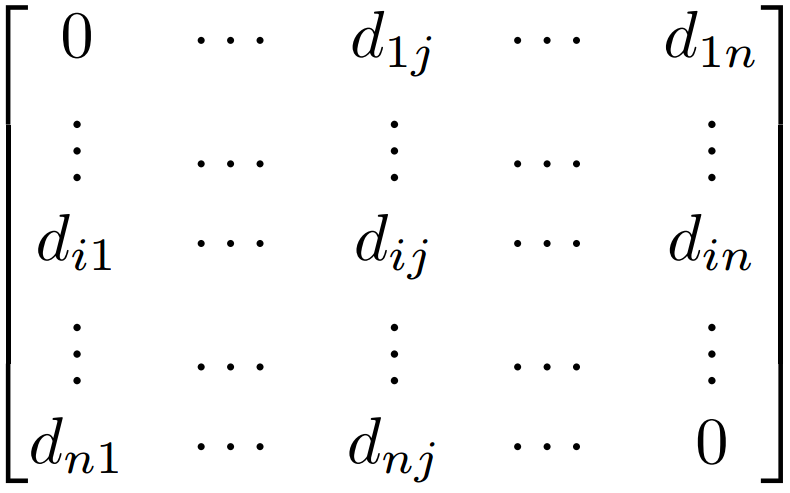 0 ⋯ d_{1j} ⋯ d_{1n}
⋮ ⋯ ⋮ ⋯ ⋮
d_{i1} ⋯ d_{ij} ⋯ d_{in}
⋮ ⋯ ⋮ ⋯ ⋮
d_{n1} ⋯ d_{nj} ⋯ 0